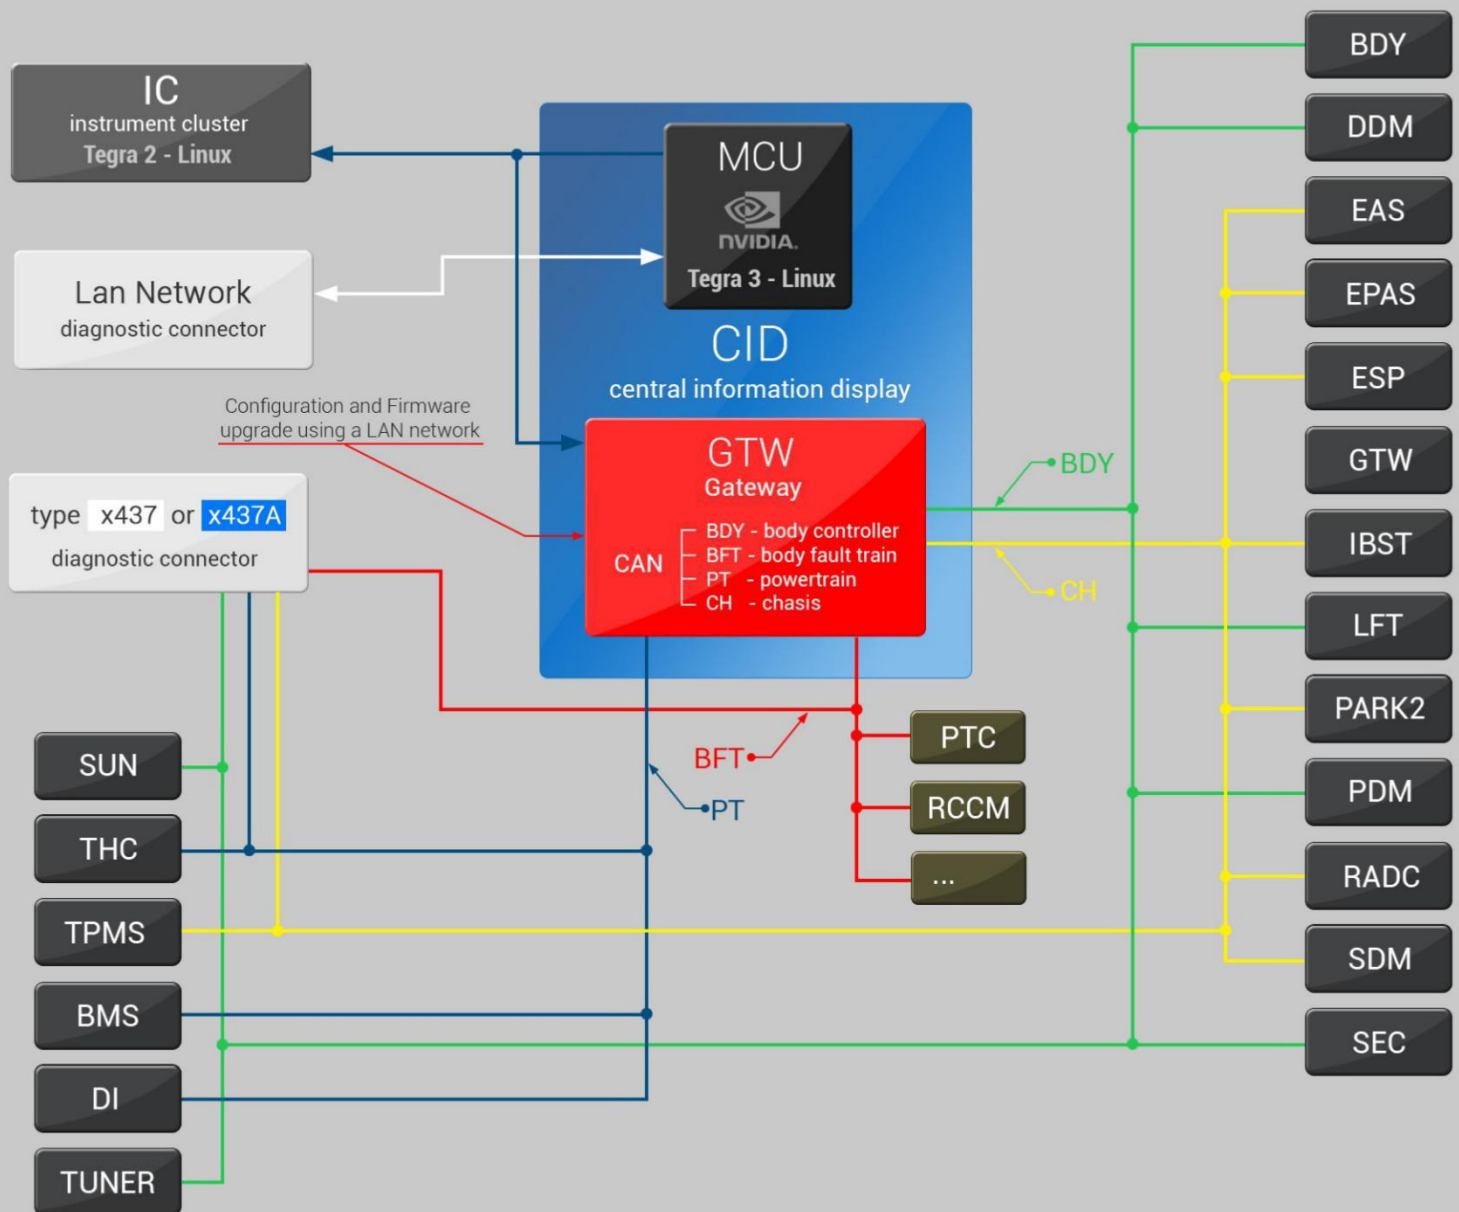 IC
instrument cluster
Tegra 2 - Linux
Lan Network
diagnostic connector
MCU
NVIDIA.
Tegra 3 - Linux
CID
central information display
Configuration and Firmware
upgrade using a LAN network
GTW
Gateway
CAN
BDY - body controller
BFT - body fault train
PT - powertrain
CH - chasis
type x437 or x437A
diagnostic connector
BDY
CH
BFT
PT
PTC
RCCM
...
SUN
THC
TPMS
BMS
DI
TUNER
BDY
DDM
EAS
EPAS
ESP
GTW
IBST
LFT
PARK2
PDM
RADC
SDM
SEC